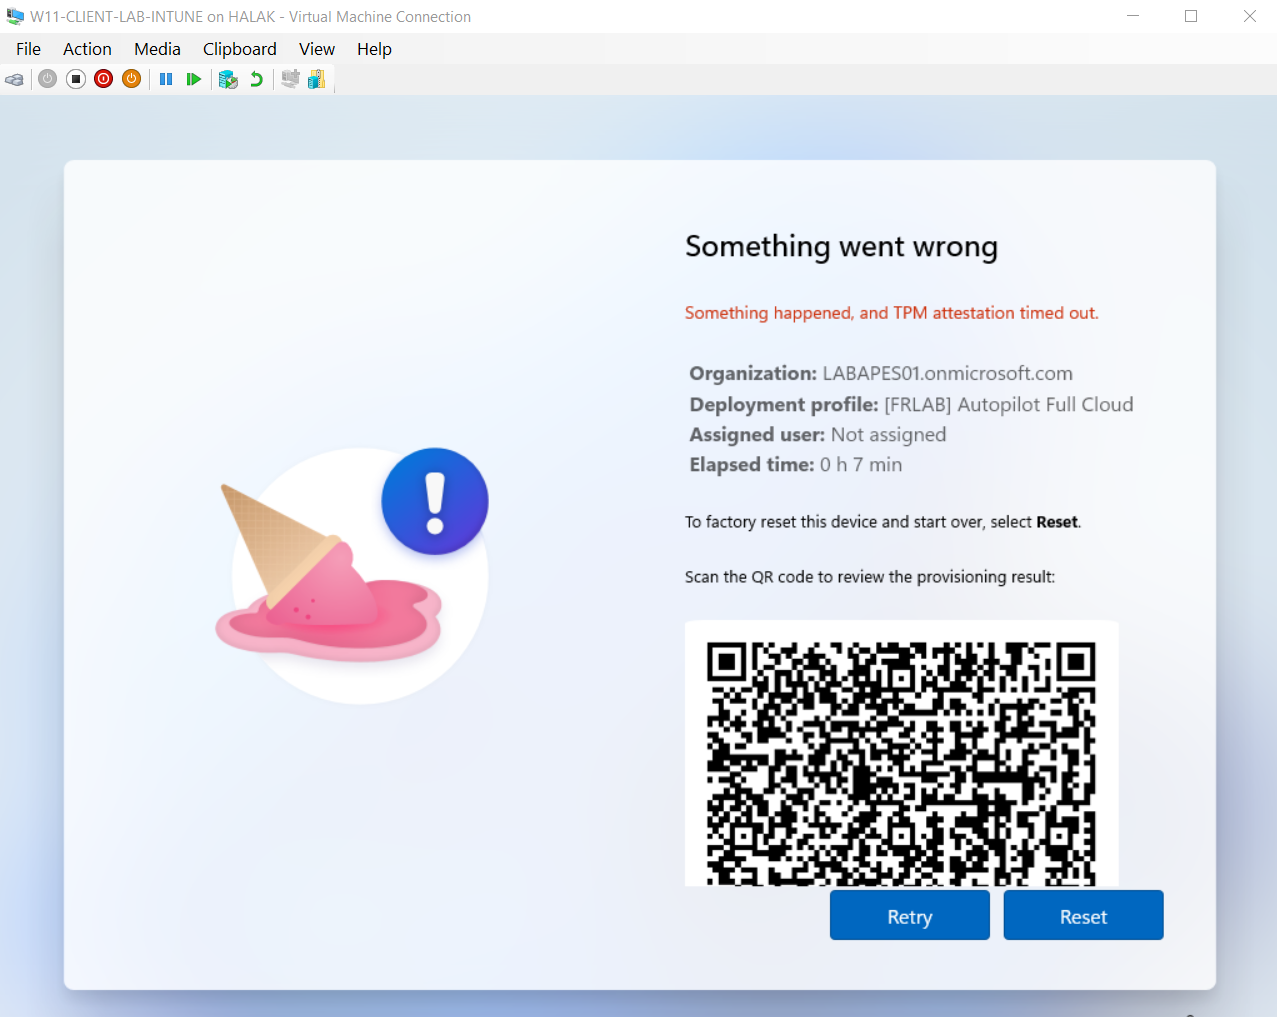 W11-CLIENT-LAB-INTUNE on HALAK - Virtual Machine Connection
File Action Media Clipboard View Help
Something went wrong
Something happened, and TPM attestation timed out.
Organization: LABAPES01.onmicrosoft.com
Deployment profile: [FRLAB] Autopilot Full Cloud
Assigned user: Not assigned
Elapsed time: 0 h 7 min
To factory reset this device and start over, select Reset.
Scan the QR code to review the provisioning result:
Retry Reset